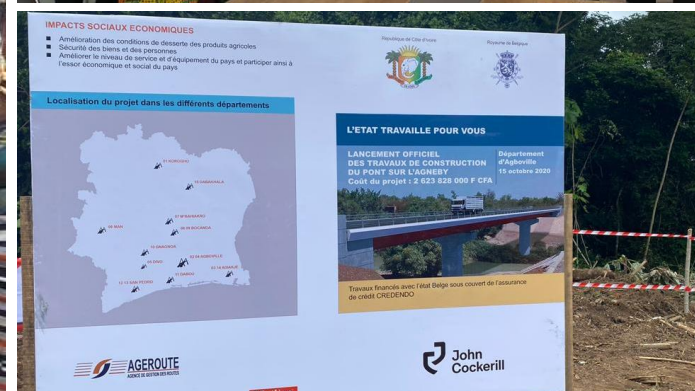 IMPACTS SOCIAUX ECONOMIQUES
Amélioration des conditions de desserte des produits agricoles
Sécurité des biens et des personnes
Améliorer le niveau de service et d'équipement du pays et participer ainsi à
l'essor économique et social du pays
République de Côte d'Ivoire
Royaume de Belgique
Localisation du projet dans les différents départements
L'ETAT TRAVAILLE POUR VOUS
LANCEMENT OFFICIEL
DES TRAVAUX DE CONSTRUCTION
DU PONT SUR L'AGNEBY
Coût du projet : 2 623 828 000 F CFA
Département
d'Agboville
15 octobre 2020
Travaux financés avec l'état Belge sous couvert de l'assurance
de crédit CREDENDO
AGEROUTE
AGENCE DE GESTION DES ROUTES
John
Cockerill